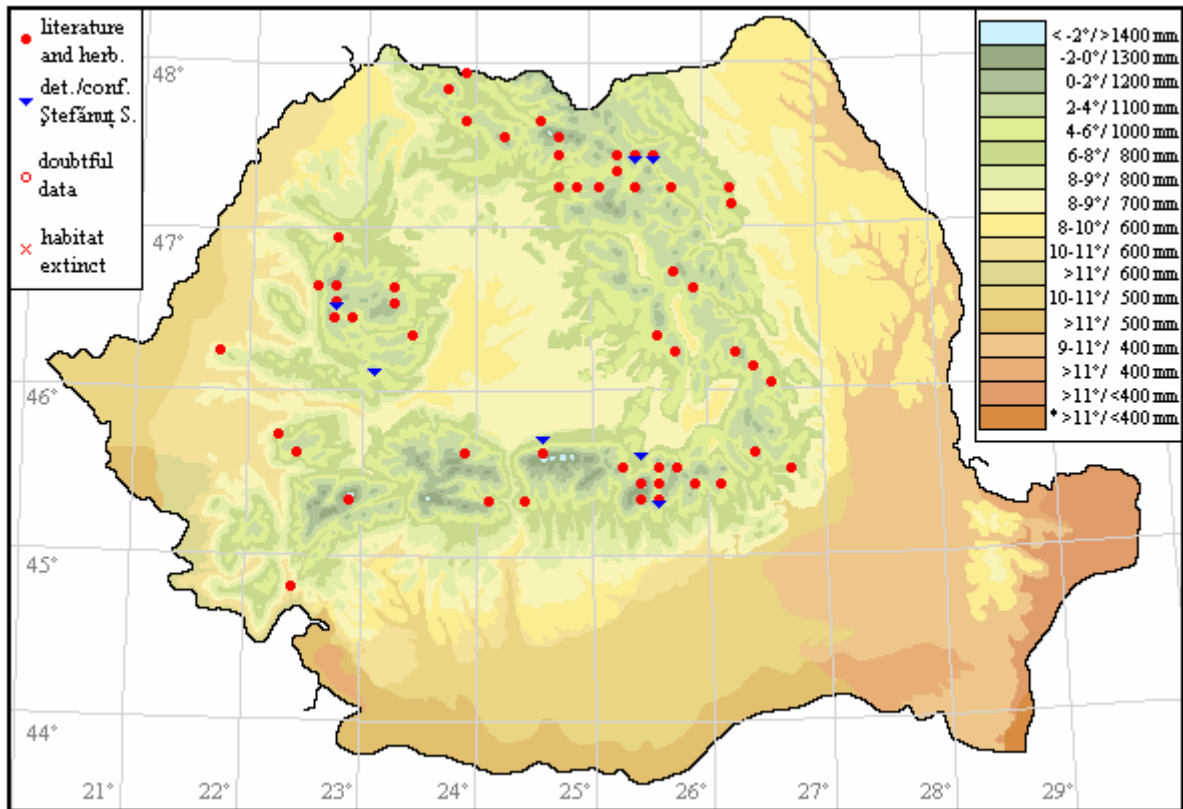 literature
and herb.
det./conf.
Ştefănuţ S.
doubtful
data
habitat
extinct
< -2°/>1400 mm
-2-0°/ 1300 mm
0-2°/ 1200 mm
2-4°/ 1100 mm
4-6°/ 1000 mm
6-8°/ 800 mm
8-9°/ 800 mm
8-9°/ 700 mm
8-10°/ 600 mm
10-11°/ 600 mm
>11°/ 600 mm
10-11°/ 500 mm
>11°/ 500 mm
9-11°/ 400 mm
>11°/ 400 mm
>11°/<400 mm
* >11°/<400 mm
48°
47°
46°
45°
44°
21°
22°
23°
24°
25°
26°
27°
28°
29°